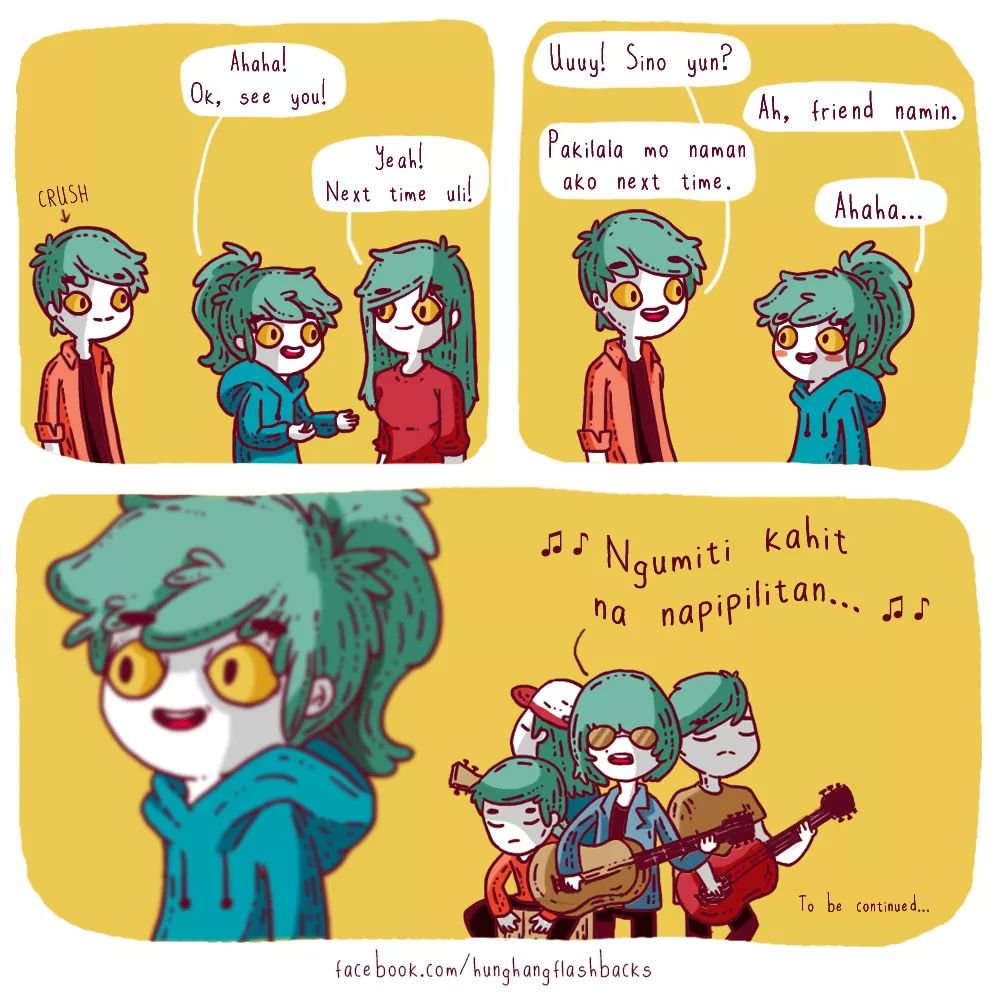 Ahaha!
Ok, see you!
Yeah!
Next time uli!
CRUSH
Uuuy! Sino yun?
Ah, friend namin.
Pakilala mo naman
ako next time.
Ahaha...
♫♪ Ngumiti kahit
na napipilitan... ♫♪
To be continued...
facebook.com/hunghangflashbacks